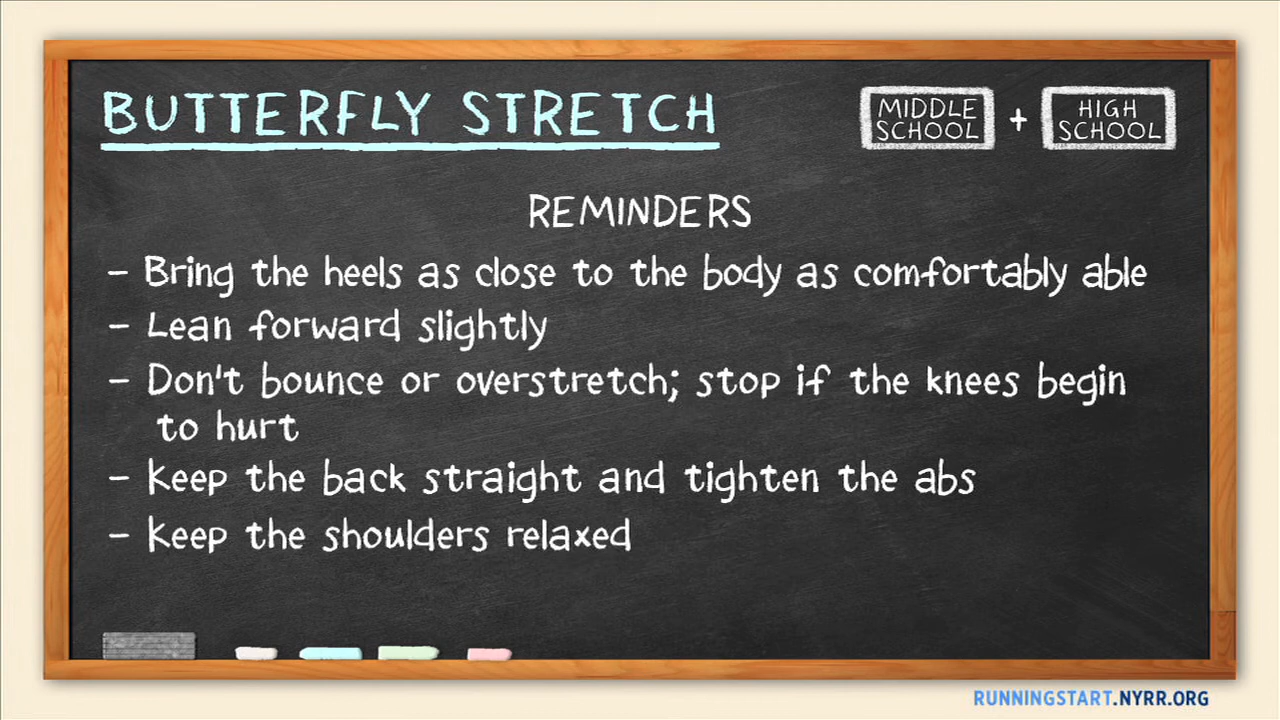 BUTTERFLY STRETCH
MIDDLE SCHOOL + HIGH SCHOOL
REMINDERS
– Bring the heels as close to the body as comfortably able
– Lean forward slightly
– Don't bounce or overstretch; stop if the knees begin
to hurt
– Keep the back straight and tighten the abs
– Keep the shoulders relaxed
RUNNINGSTART.NYRR.ORG